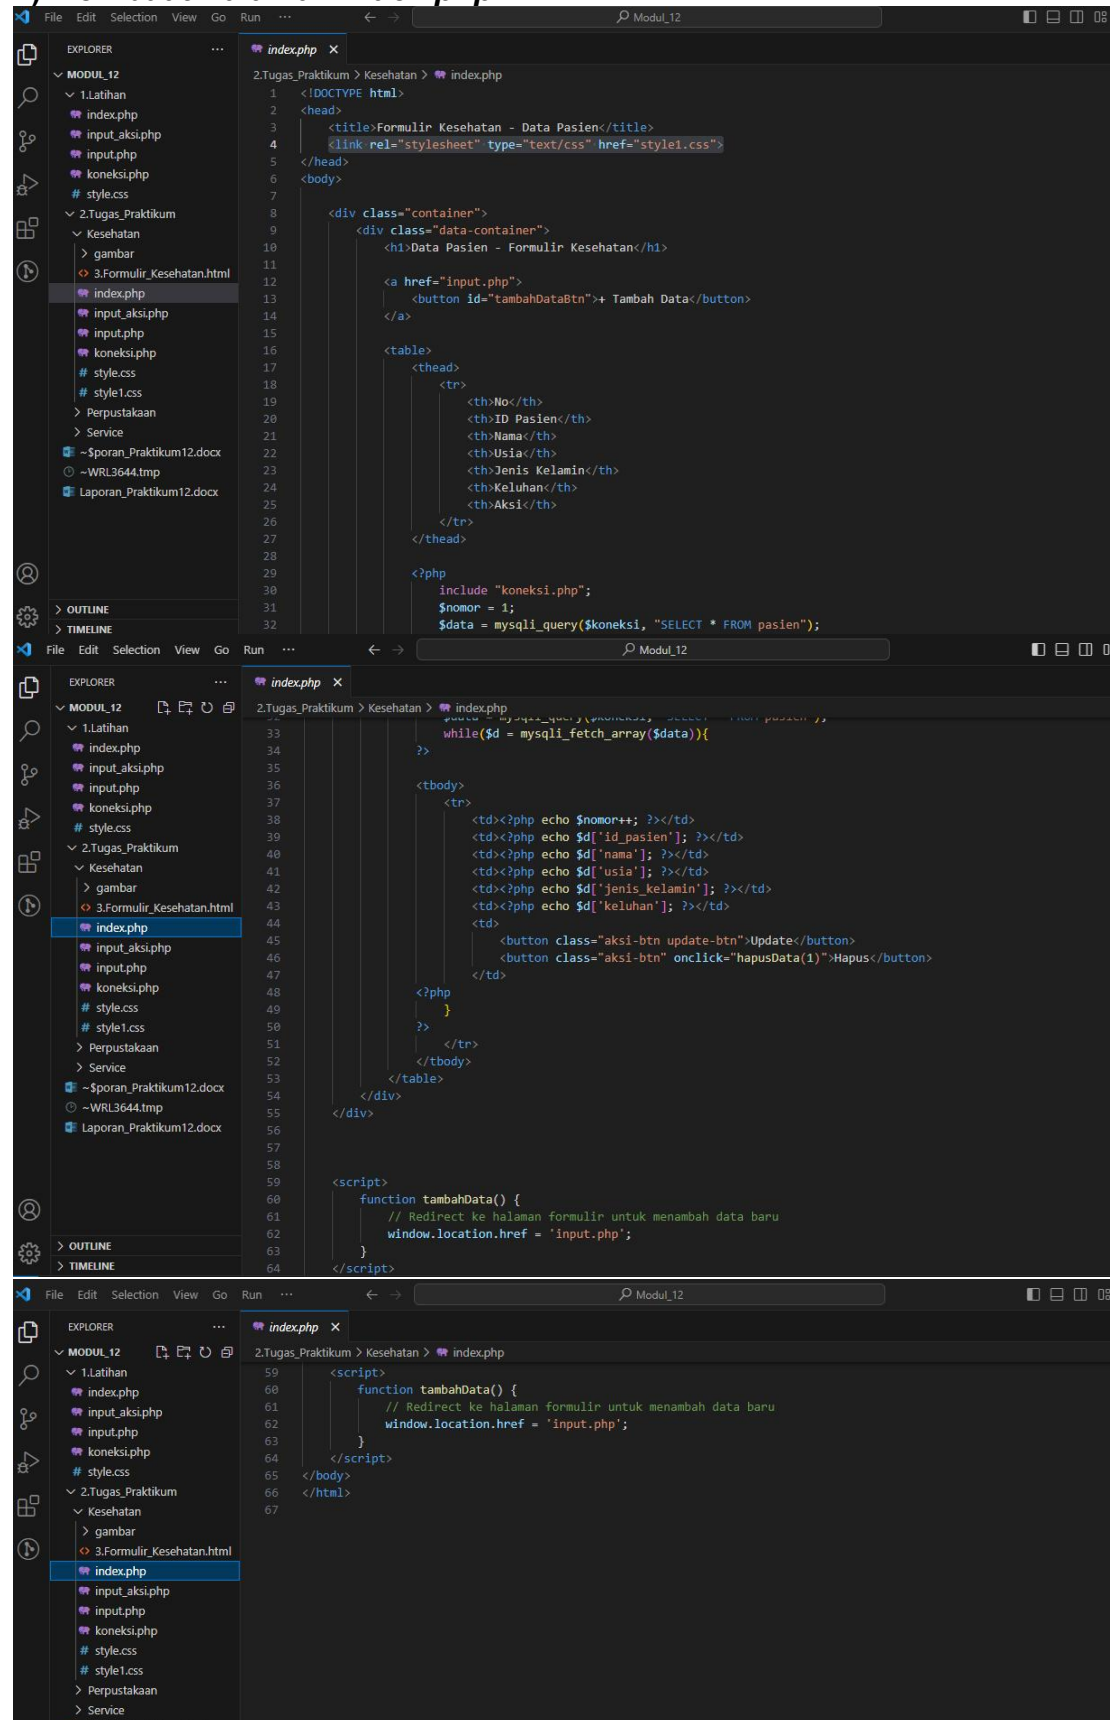 File Edit Selection View Go Run ··· Modul_12
EXPLORER ···
MODUL_12
1.Latihan
index.php
input_aksi.php
input.php
koneksi.php
# style.css
2.Tugas_Praktikum
Kesehatan
gambar
<> 3.Formulir_Kesehatan.html
index.php
input_aksi.php
input.php
koneksi.php
# style.css
# style1.css
Perpustakaan
Service
~$poran_Praktikum12.docx
~WRL3644.tmp
Laporan_Praktikum12.docx
OUTLINE
TIMELINE
index.php
2.Tugas_Praktikum > Kesehatan > index.php
1 <!DOCTYPE html>
2 <head>
3 <title>Formulir Kesehatan - Data Pasien</title>
4 <link rel="stylesheet" type="text/css" href="style1.css">
5 </head>
6 <body>
7
8 <div class="container">
9 <div class="data-container">
10 <h1>Data Pasien - Formulir Kesehatan</h1>
11
12 <a href="input.php">
13 <button id="tambahDataBtn">+ Tambah Data</button>
14 </a>
15
16 <table>
17 <thead>
18 <tr>
19 <th>No</th>
20 <th>ID Pasien</th>
21 <th>Nama</th>
22 <th>Usia</th>
23 <th>Jenis Kelamin</th>
24 <th>Keluhan</th>
25 <th>Aksi</th>
26 </tr>
27 </thead>
28
29 <?php
30 include "koneksi.php";
31 $nomor = 1;
32 $data = mysqli_query($koneksi, "SELECT * FROM pasien");
File Edit Selection View Go Run ··· Modul_12
EXPLORER ···
MODUL_12
1.Latihan
index.php
input_aksi.php
input.php
koneksi.php
# style.css
2.Tugas_Praktikum
Kesehatan
gambar
<> 3.Formulir_Kesehatan.html
index.php
input_aksi.php
input.php
koneksi.php
# style.css
# style1.css
Perpustakaan
Service
~$poran_Praktikum12.docx
~WRL3644.tmp
Laporan_Praktikum12.docx
OUTLINE
TIMELINE
index.php
2.Tugas_Praktikum > Kesehatan > index.php
33 while($d = mysqli_fetch_array($data)){
34 ?>
35
36 <tbody>
37 <tr>
38 <td><?php echo $nomor++; ?></td>
39 <td><?php echo $d['id_pasien']; ?></td>
40 <td><?php echo $d['nama']; ?></td>
41 <td><?php echo $d['usia']; ?></td>
42 <td><?php echo $d['jenis_kelamin']; ?></td>
43 <td><?php echo $d['keluhan']; ?></td>
44 <td>
45 <button class="aksi-btn update-btn">Update</button>
46 <button class="aksi-btn" onclick="hapusData(1)">Hapus</button>
47 </td>
48 <?php
49 }
50 ?>
51 </tr>
52 </tbody>
53 </table>
54 </div>
55 </div>
56
57
58
59 <script>
60 function tambahData() {
61 // Redirect ke halaman formulir untuk menambah data baru
62 window.location.href = 'input.php';
63 }
64 </script>
File Edit Selection View Go Run ··· Modul_12
EXPLORER ···
MODUL_12
1.Latihan
index.php
input_aksi.php
input.php
koneksi.php
# style.css
2.Tugas_Praktikum
Kesehatan
gambar
<> 3.Formulir_Kesehatan.html
index.php
input_aksi.php
input.php
koneksi.php
# style.css
# style1.css
Perpustakaan
Service
index.php
2.Tugas_Praktikum > Kesehatan > index.php
59 <script>
60 function tambahData() {
61 // Redirect ke halaman formulir untuk menambah data baru
62 window.location.href = 'input.php';
63 }
64 </script>
65 </body>
66 </html>
67